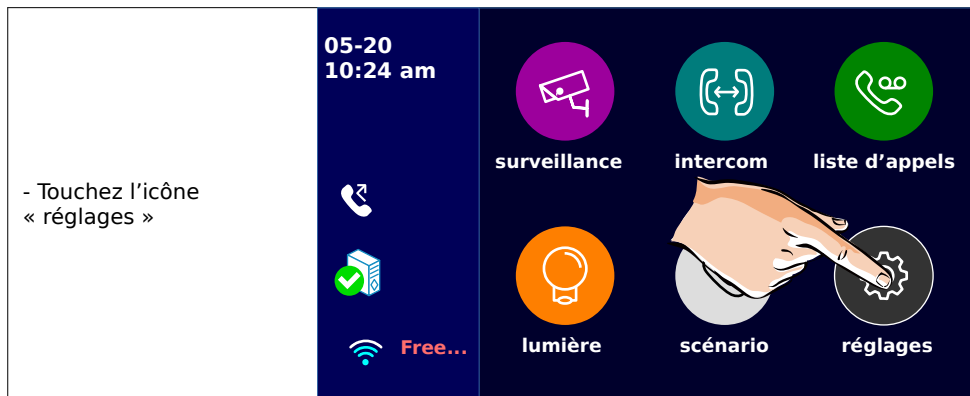 - Touchez l’icône
« réglages »
05-20
10:24 am
Free...
surveillance
intercom
liste d’appels
lumière
scénario
réglages